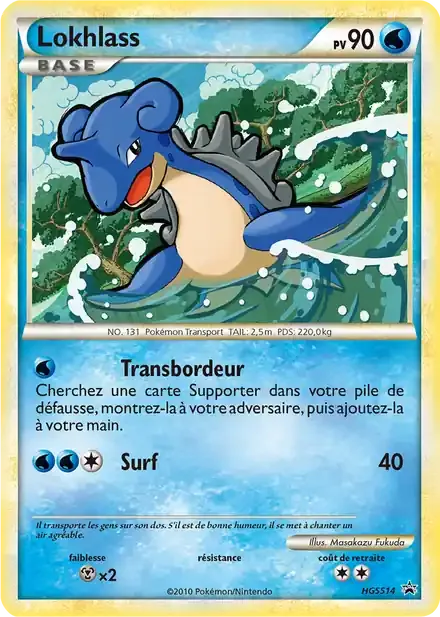 Lokhlass
PV 90
BASE
NO. 131 Pokémon Transport TAIL: 2,5m PDS: 220,0kg
Transbordeur
Cherchez une carte Supporter dans votre pile de
défausse, montrez-la à votre adversaire, puis ajoutez-la
à votre main.
Surf 40
Il transporte les gens sur son dos. S'il est de bonne humeur, il se met à chanter un
air agréable.
Illus. Masakazu Fukuda
faiblesse résistance coût de retraite
×2
©2010 Pokémon/Nintendo
HGSS14